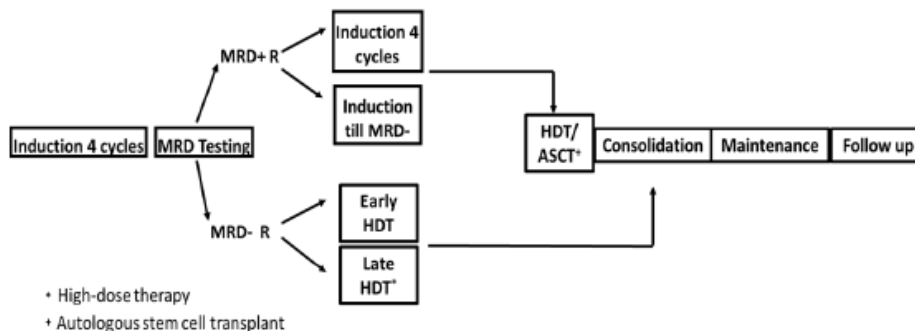 Induction 4 cycles
MRD Testing
MRD+ R
Induction 4
cycles
Induction
till MRD-
MRD- R
Early
HDT
Late
HDT⁺
HDT/
ASCT⁺
Consolidation
Maintenance
Follow up
⁺ High-dose therapy
⁺ Autologous stem cell transplant